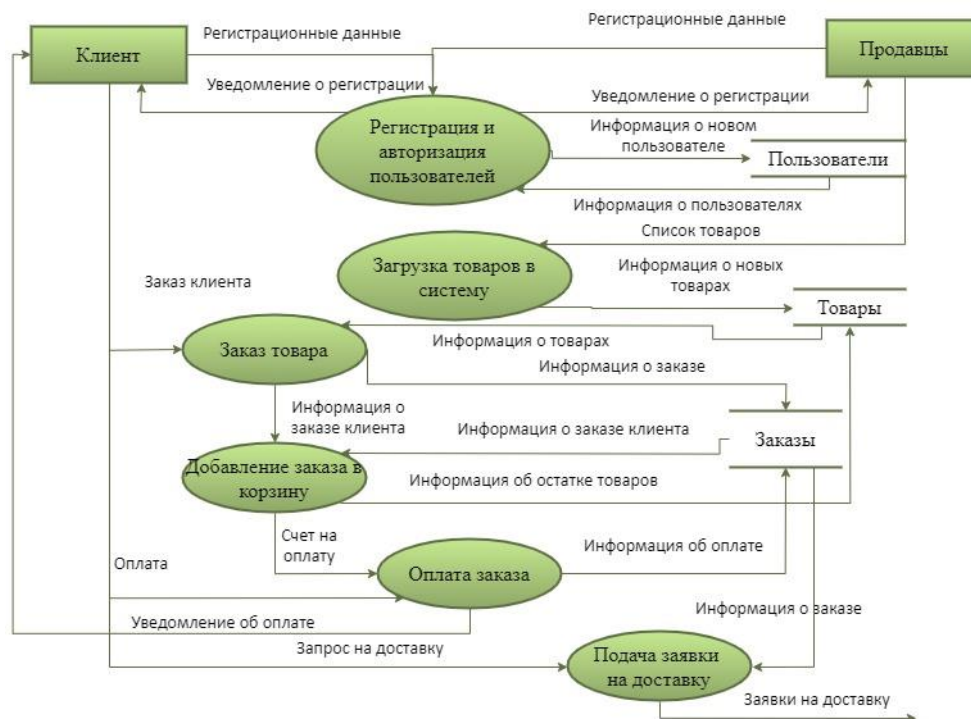 Регистрационные данные
Регистрационные данные
Клиент
Продавцы
Уведомление о регистрации
Уведомление о регистрации
Регистрация и
авторизация
пользователей
Информация о новом
пользователе
Пользователи
Информация о пользователях
Список товаров
Загрузка товаров в
систему
Информация о новых
товарах
Заказ клиента
Товары
Заказ товара
Информация о товарах
Информация о заказе
Информация о
заказе клиента
Информация о заказе клиента
Заказы
Добавление заказа в
корзину
Информация об остатке товаров
Счет на
оплату
Информация об оплате
Оплата
Оплата заказа
Уведомление об оплате
Информация о заказе
Запрос на доставку
Подача заявки
на доставку
Заявки на доставку